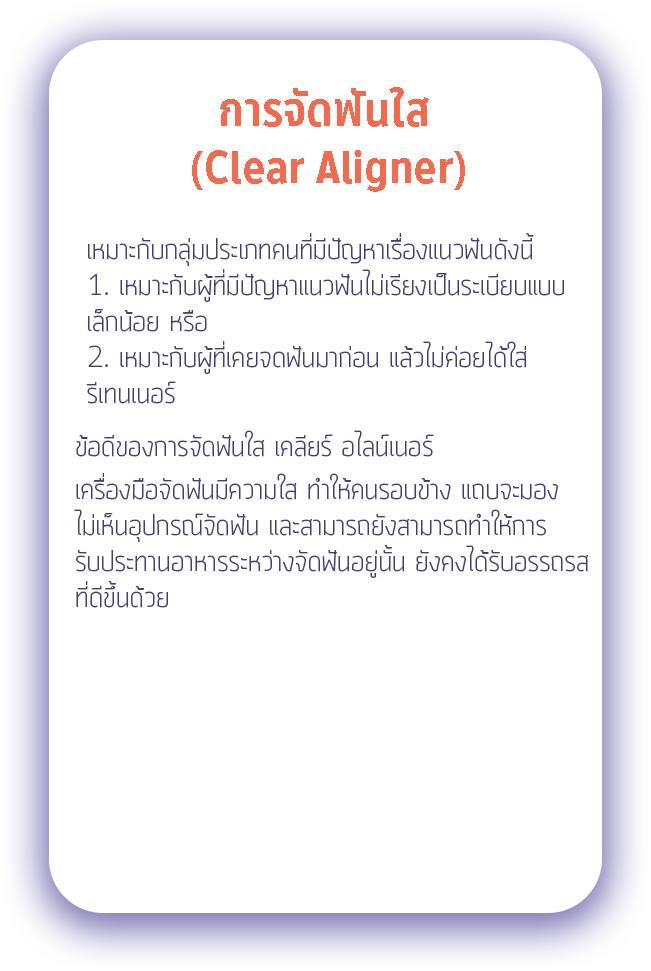 การจัดฟันใส
(Clear Aligner)
เหมาะกับกลุ่มประเภทคนที่มีปัญหาเรื่องแนวฟันดังนี้
1. เหมาะกับผู้ที่มีปัญหาแนวฟันไม่เรียงเป็นระเบียบแบบ
เล็กน้อย หรือ
2. เหมาะกับผู้ที่เคยจดฟันมาก่อน แล้วไม่ค่อยได้ใส่
รีเทนเนอร์
ข้อดีของการจัดฟันใส เคลียร์ อไลน์เนอร์
เครื่องมือจัดฟันมีความใส ทำให้คนรอบข้าง แถบจะมอง
ไม่เห็นอุปกรณ์จัดฟัน และสามารถยังสามารถทำให้การ
รับประทานอาหารระหว่างจัดฟันอยู่นั้น ยังคงได้รับอรรถรส
ที่ดีขึ้นด้วย